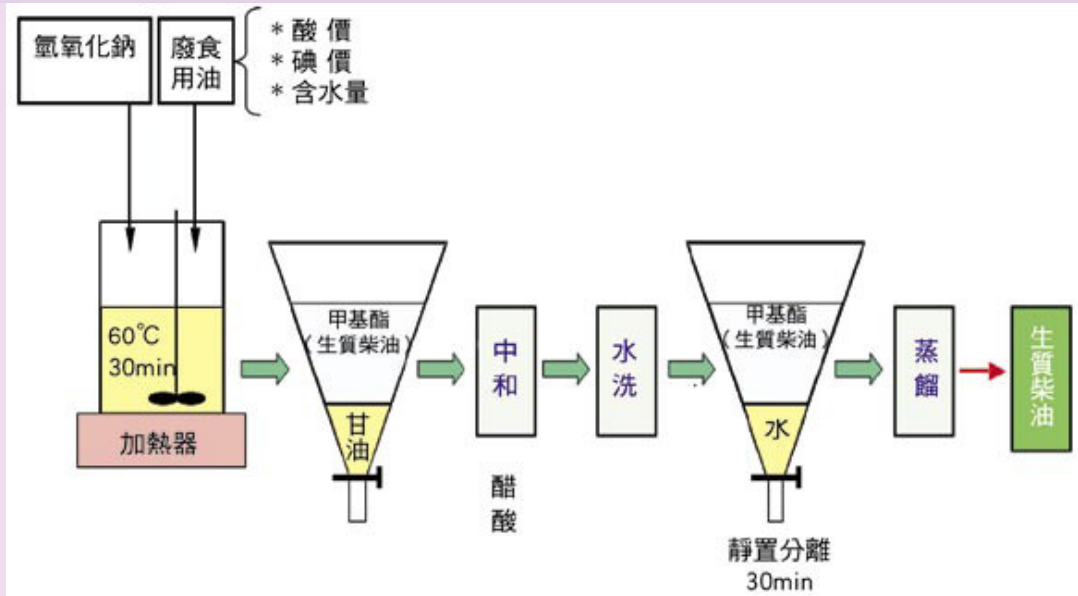 氫氧化鈉
廢食
用油
* 酸 價
* 碘 價
* 含水量
60℃
30min
加熱器
甲基酯
(生質柴油)
甘
油
中
和
醋
酸
水
洗
甲基酯
(生質柴油)
水
靜置分離
30min
蒸
餾
生
質
柴
油